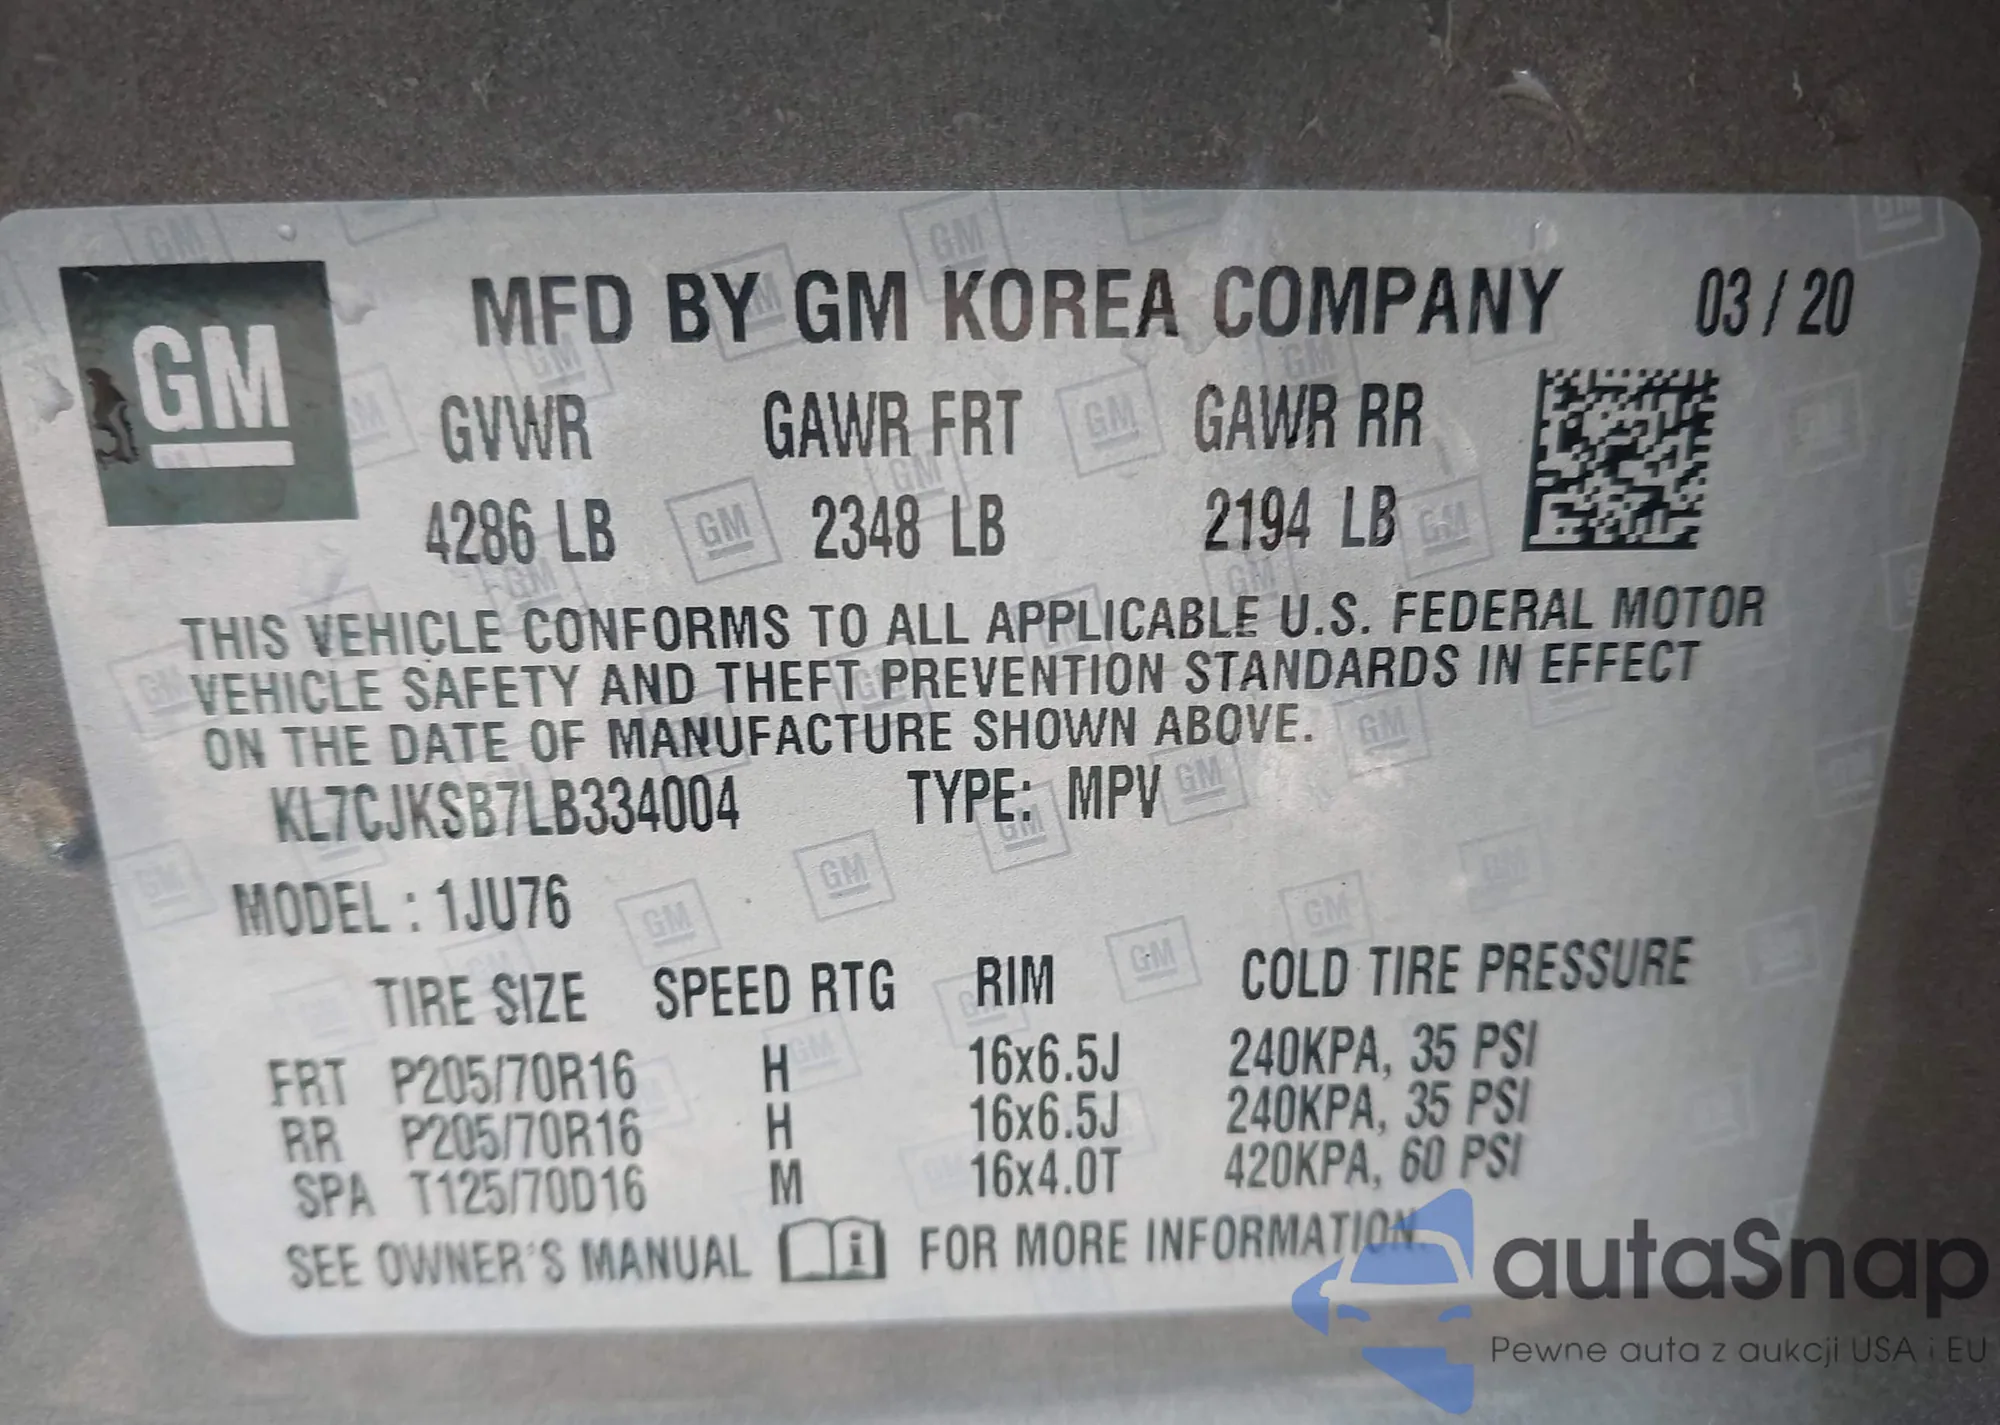 GM MFD BY GM KOREA COMPANY 03 / 20
GVWR GAWR FRT GAWR RR
4286 LB 2348 LB 2194 LB
THIS VEHICLE CONFORMS TO ALL APPLICABLE U.S. FEDERAL MOTOR
VEHICLE SAFETY AND THEFT PREVENTION STANDARDS IN EFFECT
ON THE DATE OF MANUFACTURE SHOWN ABOVE.
KL7CJKSB7LB334004 TYPE: MPV
MODEL : 1JU76
TIRE SIZE SPEED RTG RIM COLD TIRE PRESSURE
FRT P205/70R16 H 16x6.5J 240KPA, 35 PSI
RR P205/70R16 H 16x6.5J 240KPA, 35 PSI
SPA T125/70D16 M 16x4.0T 420KPA, 60 PSI
SEE OWNER'S MANUAL i FOR MORE INFORMATION.
autaSnap
Pewne auta z aukcji USA i EU